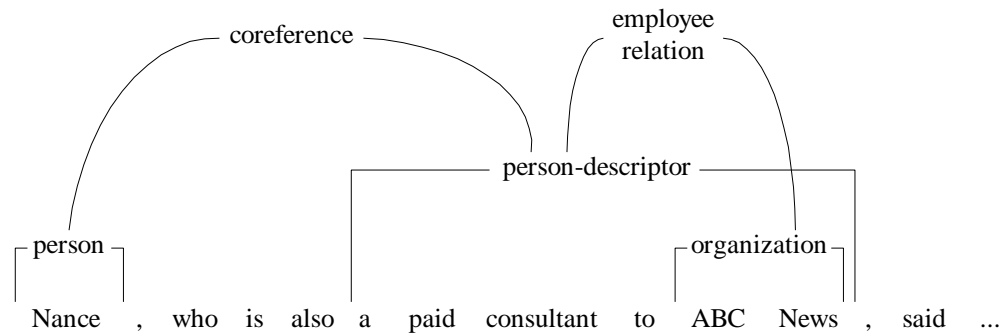 employee
coreference
relation
person-descriptor
person
organization
Nance , who is also a paid consultant to ABC News , said ...